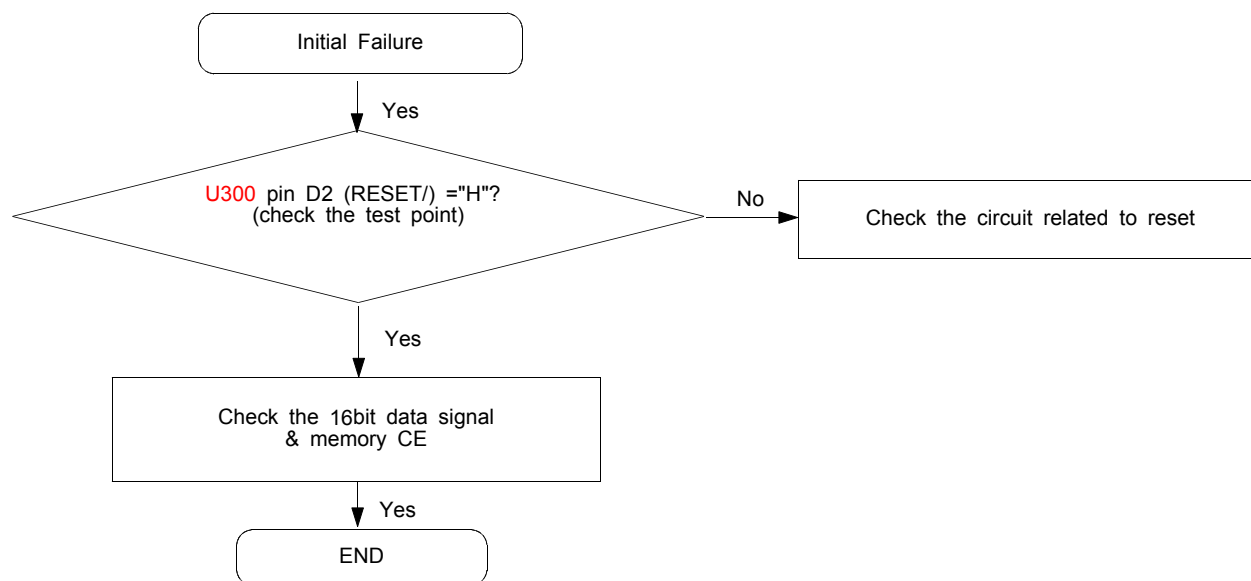 Initial Failure
Yes
U300 pin D2 (RESET/) ="H"?
(check the test point)
No
Check the circuit related to reset
Yes
Check the 16bit data signal
& memory CE
Yes
END